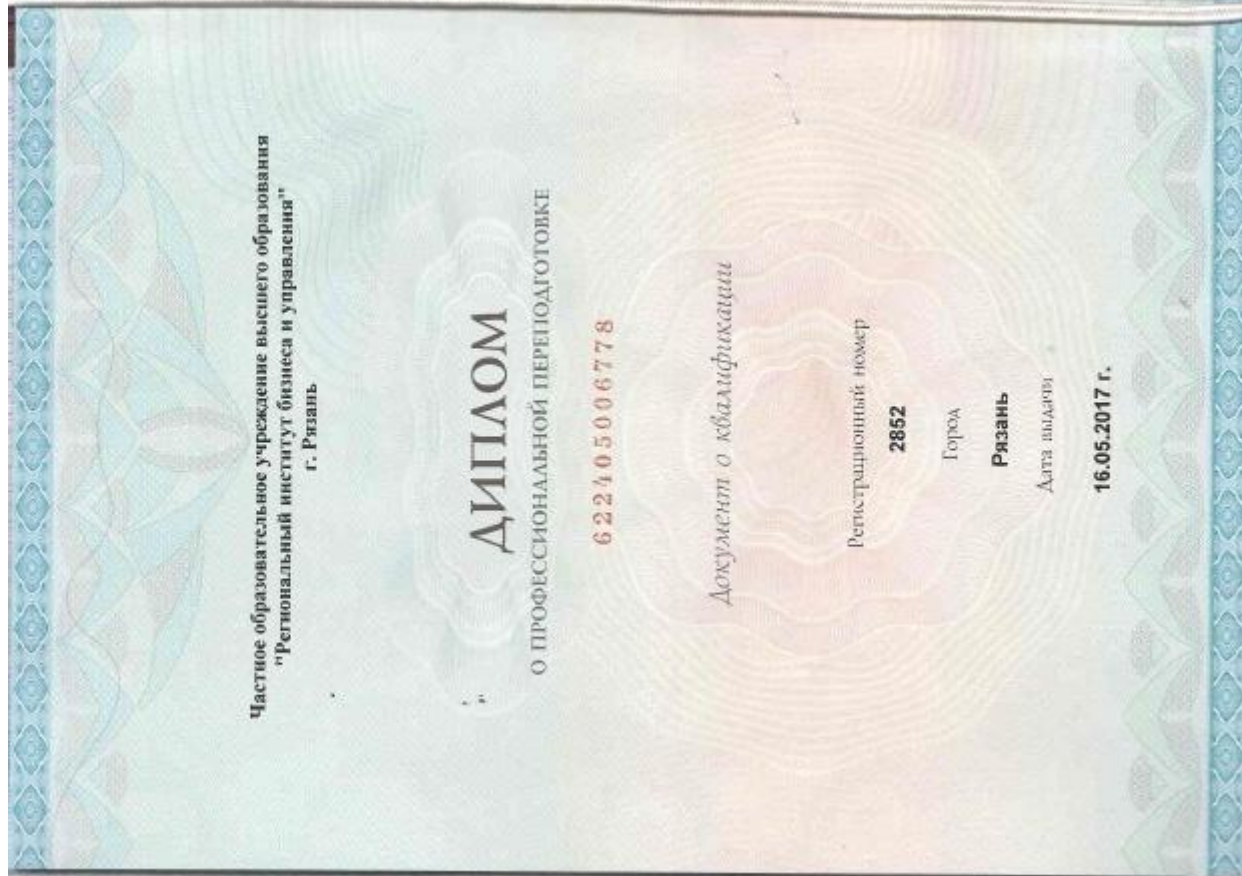 Частное образовательное учреждение высшего образования
"Региональный институт бизнеса и управления"
г. Рязань
ДИПЛОМ
О ПРОФЕССИОНАЛЬНОЙ ПЕРЕПОДГОТОВКЕ
622405006778
Документ о квалификации
Регистрационный номер
2852
Город
Рязань
Дата выдачи
16.05.2017 г.